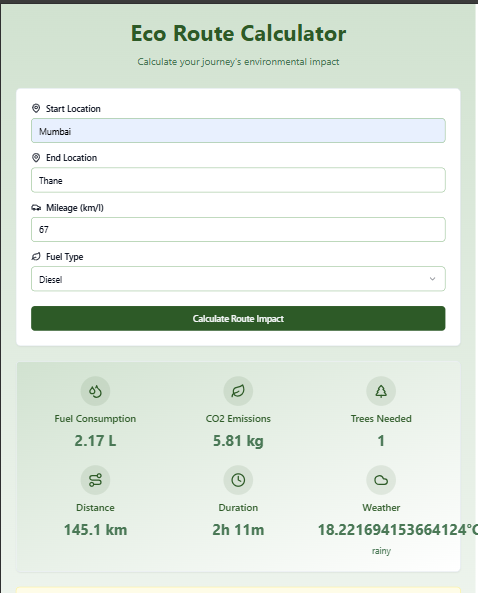 Eco Route Calculator
Calculate your journey's environmental impact
Start Location
Mumbai
End Location
Thane
Mileage (km/l)
67
Fuel Type
Diesel
Calculate Route Impact
Fuel Consumption
CO2 Emissions
Trees Needed
2.17 L
5.81 kg
1
Distance
Duration
Weather
145.1 km
2h 11m
18.221694153664124°C
rainy